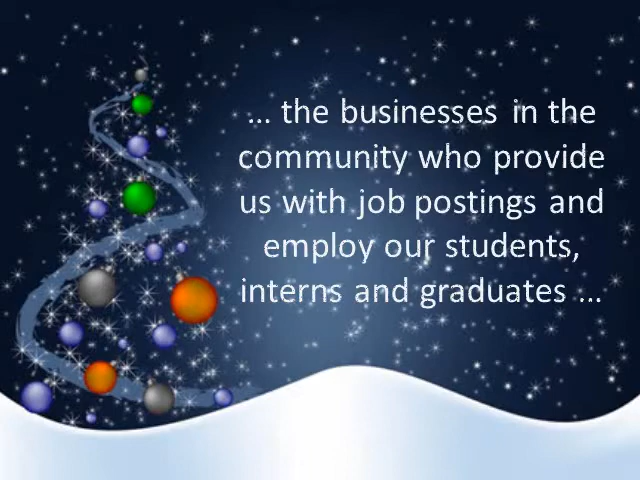 … the businesses in the
community who provide
us with job postings and
employ our students,
interns and graduates …